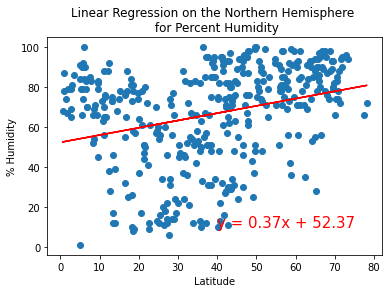 Linear Regression on the Northern Hemisphere
for Percent Humidity
100
80
60
40
20
0
% Humidity
y = 0.37x + 52.37
0 10 20 30 40 50 60 70 80
Latitude